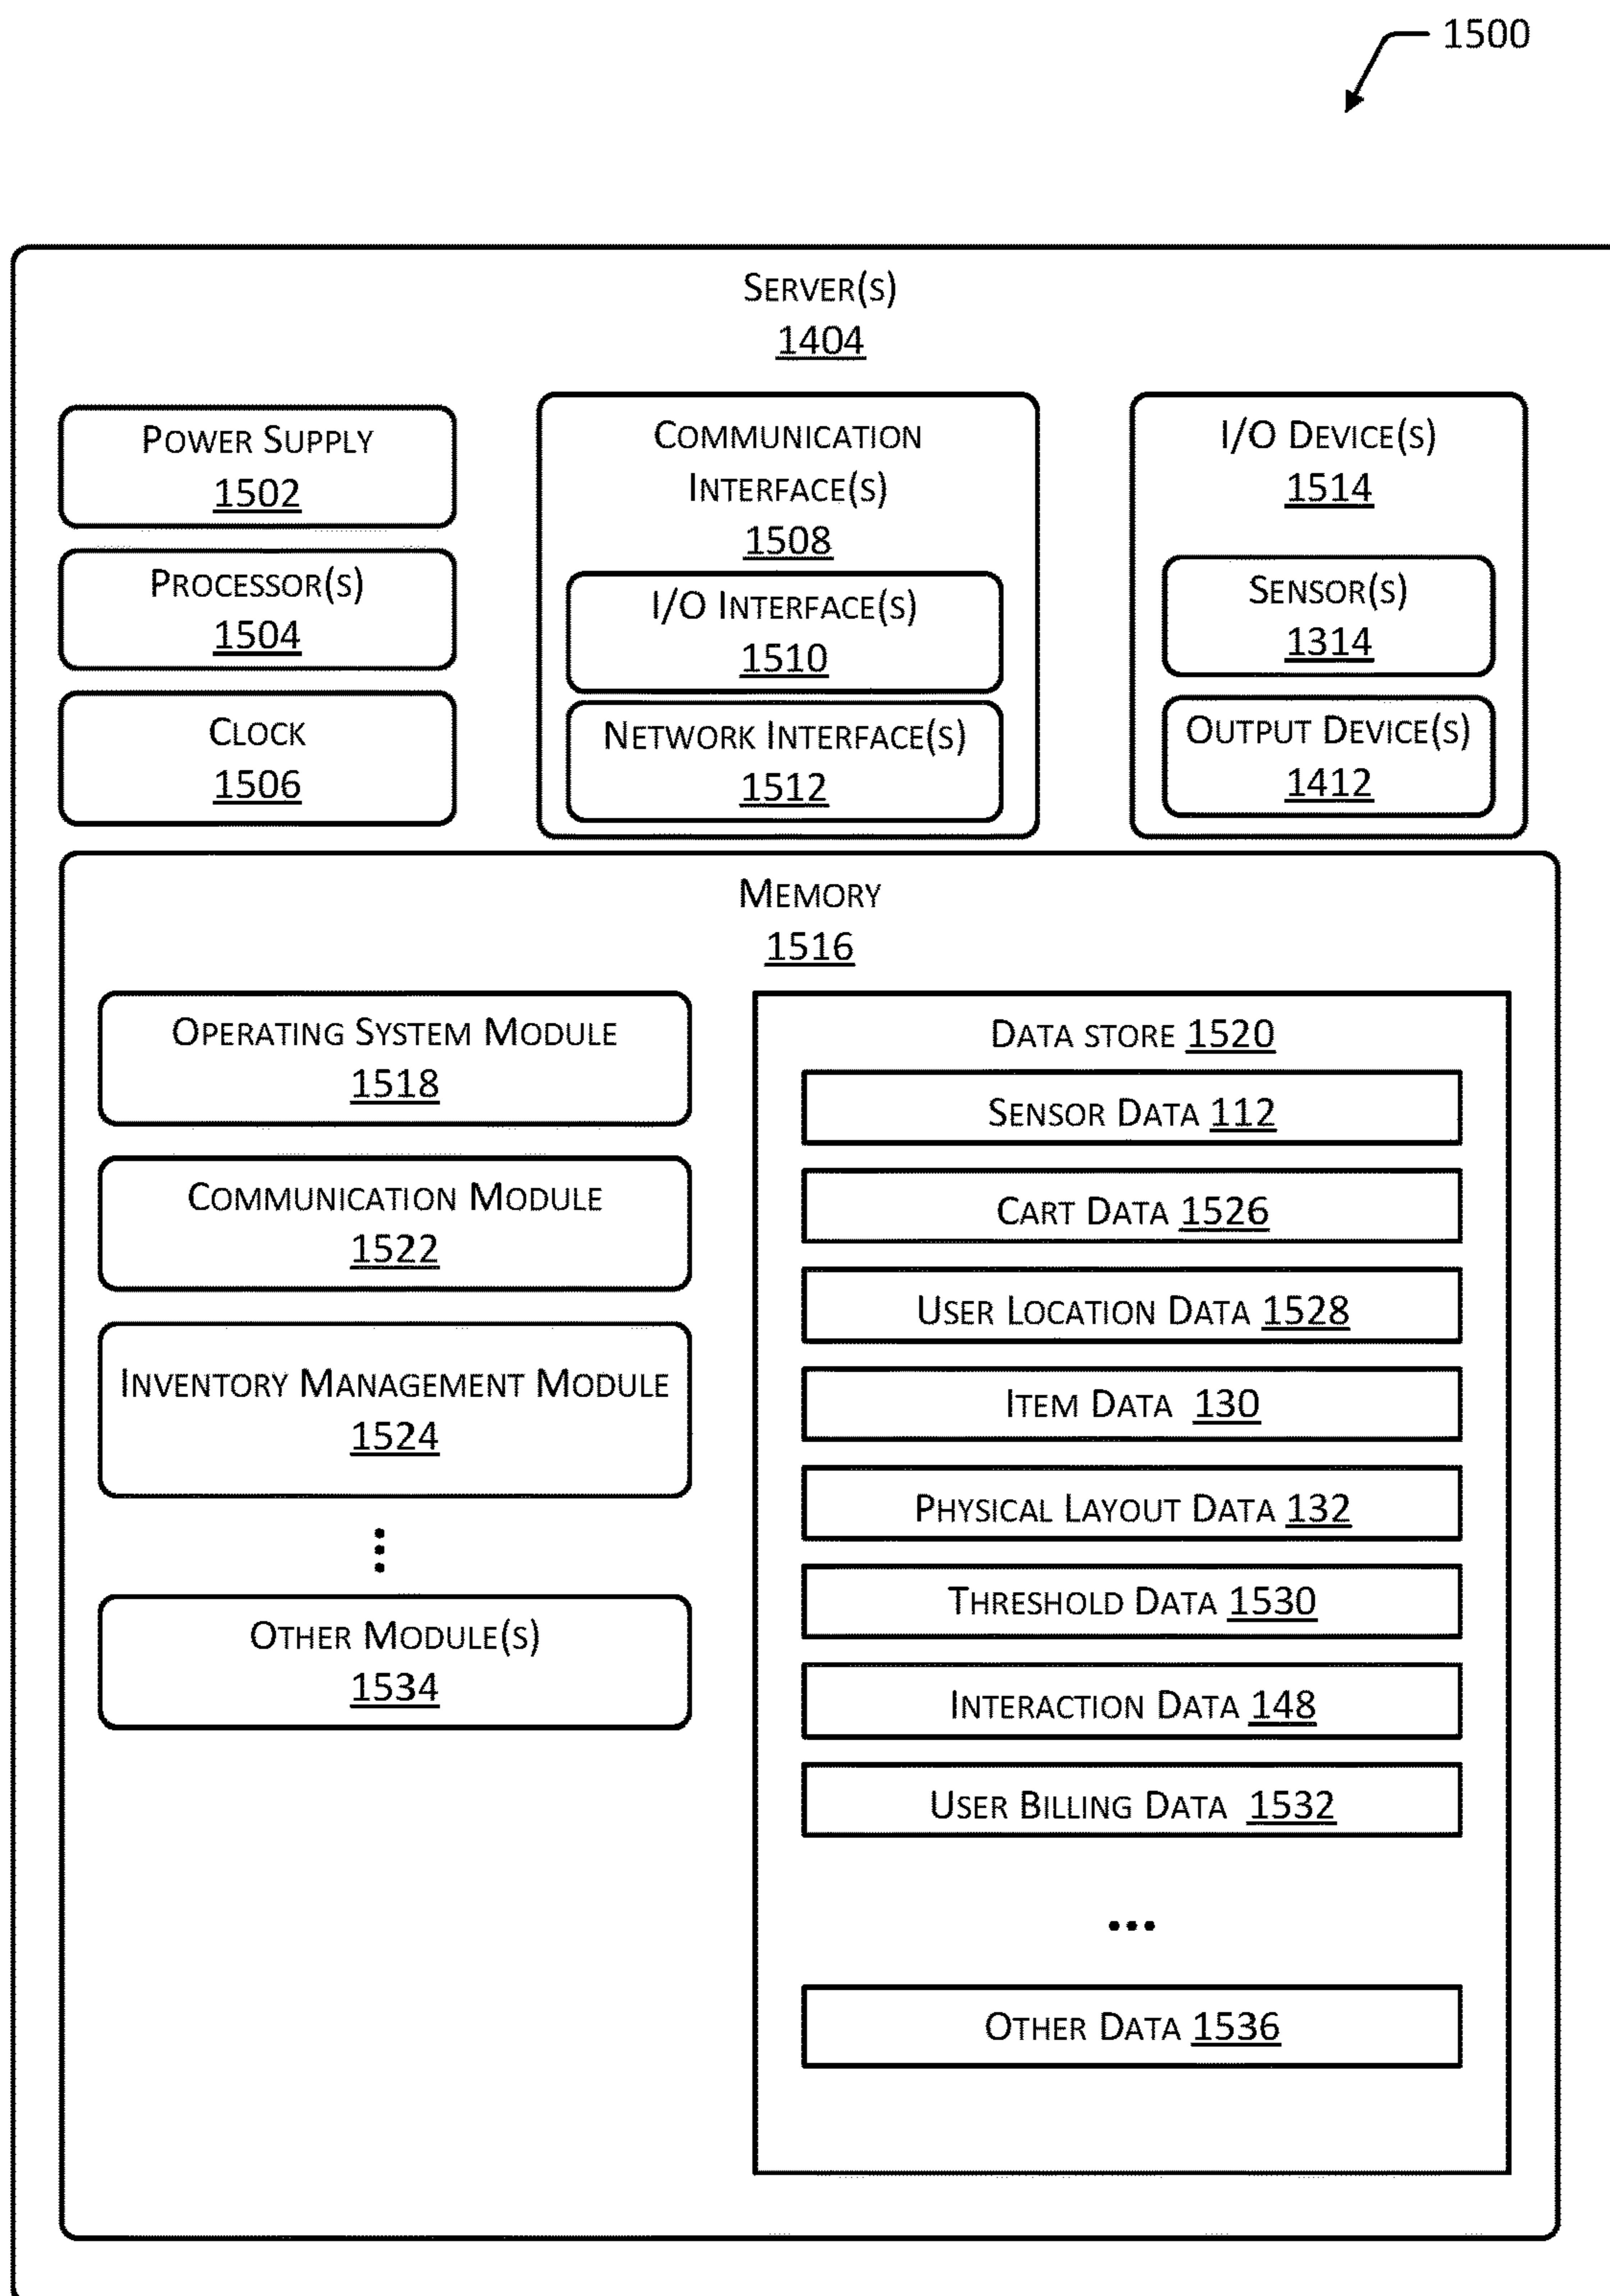 1500
SERVER(S)
1404
POWER SUPPLY
1502
PROCESSOR(S)
1504
CLOCK
1506
COMMUNICATION
INTERFACE(S)
1508
I/O INTERFACE(S)
1510
NETWORK INTERFACE(S)
1512
I/O DEVICE(S)
1514
SENSOR(S)
1314
OUTPUT DEVICE(S)
1412
MEMORY
1516
OPERATING SYSTEM MODULE
1518
COMMUNICATION MODULE
1522
INVENTORY MANAGEMENT MODULE
1524
OTHER MODULE(S)
1534
DATA STORE 1520
SENSOR DATA 112
CART DATA 1526
USER LOCATION DATA 1528
ITEM DATA 130
PHYSICAL LAYOUT DATA 132
THRESHOLD DATA 1530
INTERACTION DATA 148
USER BILLING DATA 1532
...
OTHER DATA 1536